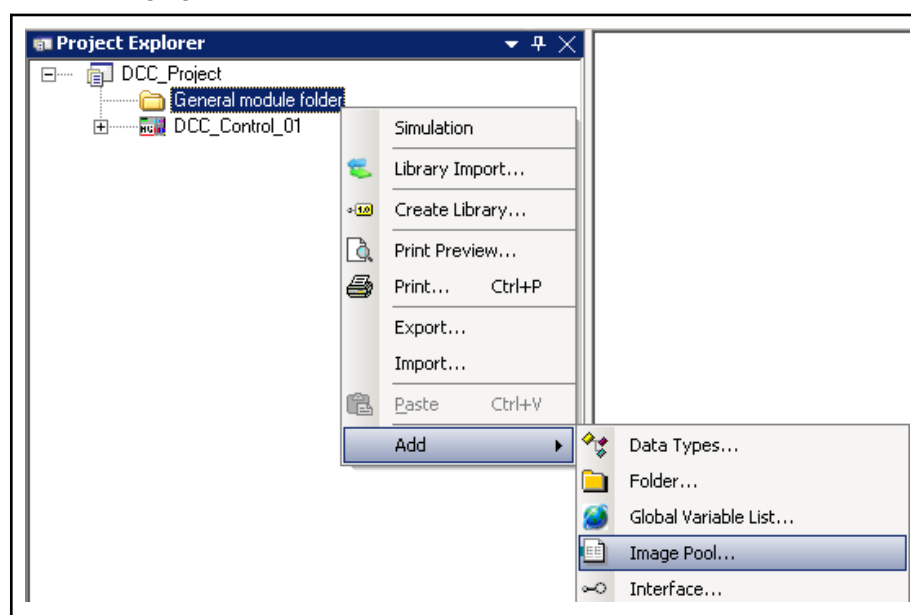 Project Explorer
DCC_Project
General module folder
DCC_Control_01
Simulation
Library Import...
Create Library...
Print Preview...
Print... Ctrl+P
Export...
Import...
Paste Ctrl+V
Add
Data Types...
Folder...
Global Variable List...
Image Pool...
Interface...